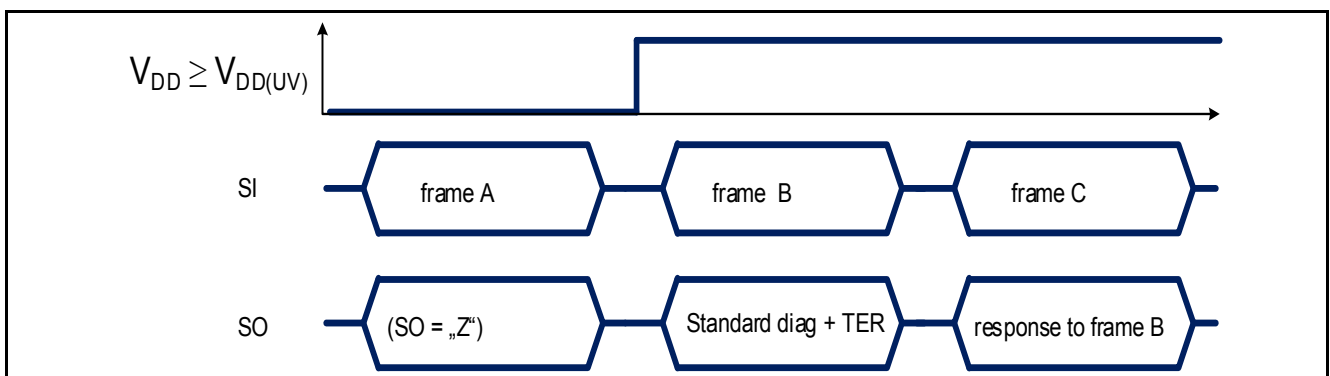 VDD ≥ VDD(UV)
SI
frame A
frame B
frame C
SO
(SO = „Z“)
Standard diag + TER
response to frame B